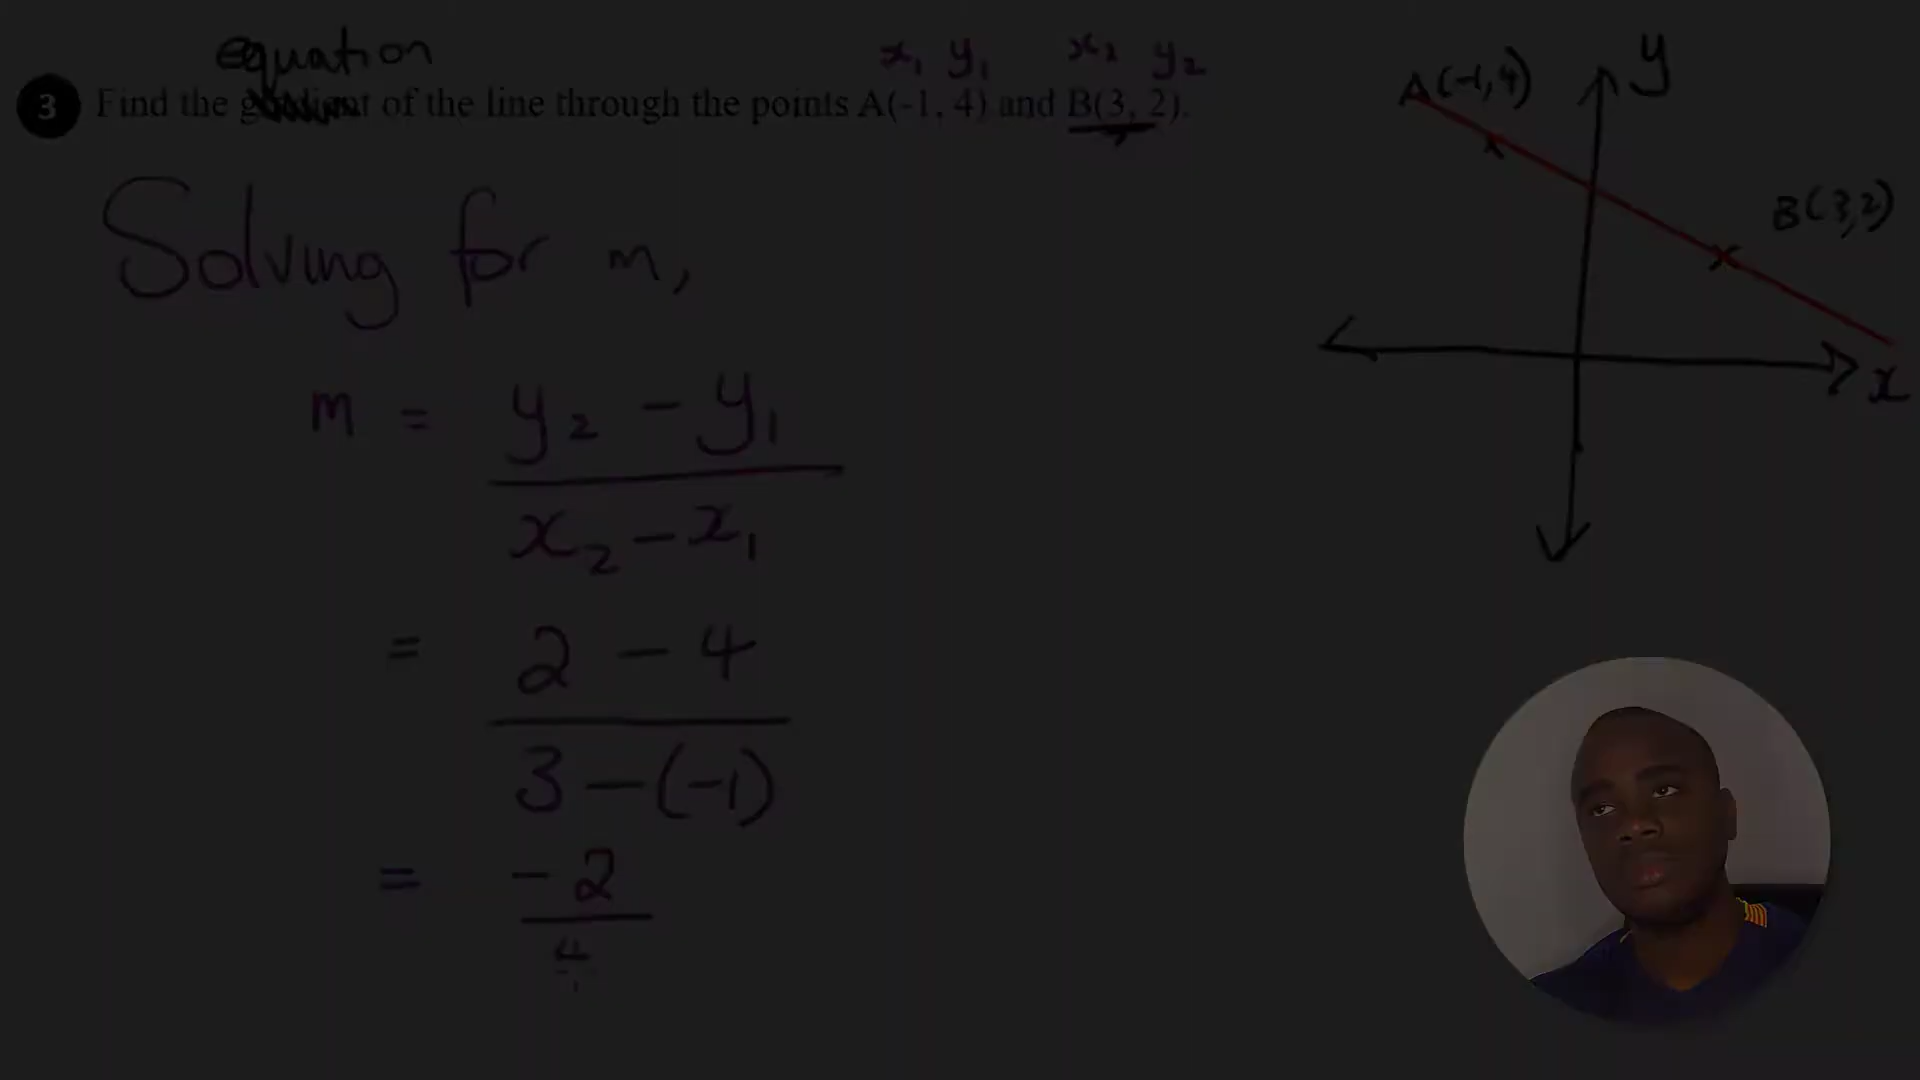 equation
x₁ y₁ x₂ y₂
3 Find the gradient of the line through the points A(-1, 4) and B(3, 2).
y
A(-1,4)
B(3,2)
x
Solving for m,
m = y₂ - y₁
x₂ - x₁
= 2 - 4
3 - (-1)
= -2
4